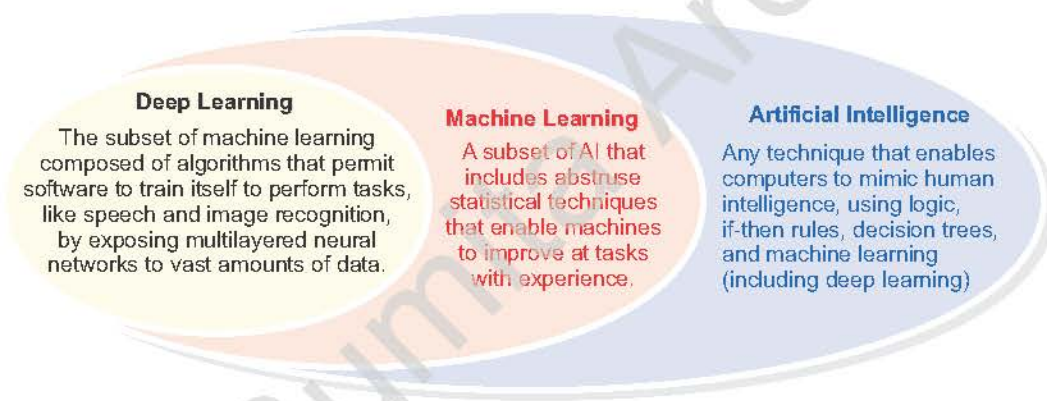 Deep Learning
The subset of machine learning
composed of algorithms that permit
software to train itself to perform tasks,
like speech and image recognition,
by exposing multilayered neural
networks to vast amounts of data.
Machine Learning
A subset of AI that
includes abstruse
statistical techniques
that enable machines
to improve at tasks
with experience.
Artificial Intelligence
Any technique that enables
computers to mimic human
intelligence, using logic,
if-then rules, decision trees,
and machine learning
(including deep learning)